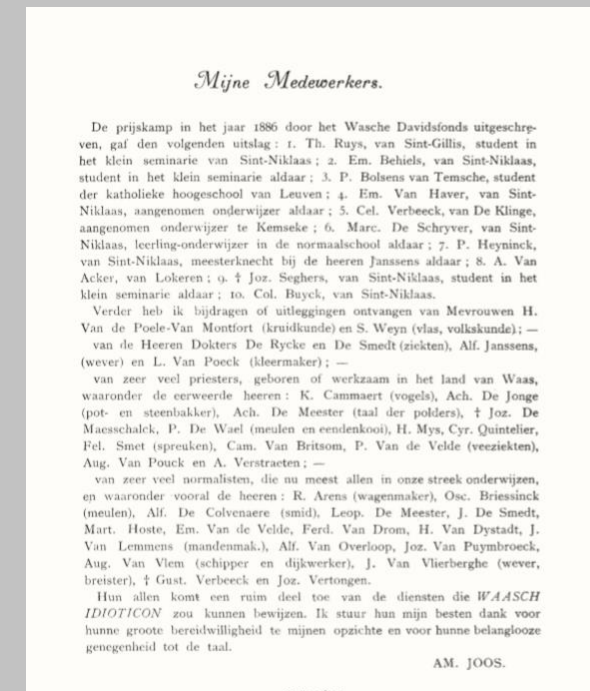 Mijne Medewerkers.
De prijskamp in het jaar 1886 door het Wasche Davidsfonds uitgeschre-
ven, gaf den volgenden uitslag : 1. Th. Ruys, van Sint-Gillis, student in
het klein seminarie van Sint-Niklaas ; 2. Em. Behiels, van Sint-Niklaas,
student in het klein seminarie aldaar ; 3. P. Bolsens van Temsche, student
der katholieke hoogeschool van Leuven ; 4. Em. Van Haver, van Sint-
Niklaas, aangenomen onderwijzer aldaar ; 5. Cel. Verbeeck, van De Klinge,
aangenomen onderwijzer te Kemseke ; 6. Marc. De Schryver, van Sint-
Niklaas, leerling-onderwijzer in de normaalschool aldaar ; 7. P. Heyninck,
van Sint-Niklaas, meesterknecht bij de heeren Janssens aldaar ; 8. A. Van
Acker, van Lokeren ; 9. † Joz. Seghers, van Sint-Niklaas, student in het
klein seminarie aldaar ; 10. Col. Buyck, van Sint-Niklaas.
Verder heb ik bijdragen of uitleggingen ontvangen van Mevrouwen H.
Van de Poele-Van Montfort (kruidkunde) en S. Weyn (vlas, volkskunde) ; —
van de Heeren Dokters De Rycke en De Smedt (ziekten), Alf. Janssens,
(wever) en L. Van Poeck (kleermaker) ; —
van zeer veel priesters, geboren of werkzaam in het land van Waas,
waaronder de eerweerde heeren : K. Cammaert (vogels), Ach. De Jonge
(pot- en steenbakker), Ach. De Meester (taal der polders), † Joz. De
Maesschalck, P. De Wael (meulen en eendenkooi), H. Mys, Cyr. Quintelier,
Fel. Smet (spreuken), Cam. Van Britsom, P. Van de Velde (veeziekten),
Aug. Van Pouck en A. Verstraeten ; —
van zeer veel normalisten, die nu meest allen in onze streek onderwijzen,
en waaronder vooral de heeren : R. Arens (wagenmaker), Osc. Briessinck
(meulen), Alf. De Colvenaere (smid), Leop. De Meester, J. De Smedt,
Mart. Hoste, Em. Van de Velde, Ferd. Van Drom, H. Van Dystadt, J.
Van Lemmens (mandenmak.), Alf. Van Overloop, Joz. Van Puymbroeck,
Aug. Van Vlem (schipper en dijkwerker), J. Van Vlierberghe (wever,
breister), † Gust. Verbeeck en Joz. Vertongen.
Hun allen komt een ruim deel toe van de diensten die WAASCH
IDIOTICON zou kunnen bewijzen. Ik stuur hun mijn besten dank voor
hunne groote bereidwilligheid te mijnen opzichte en voor hunne belanglooze
genegenheid tot de taal.
AM. JOOS.